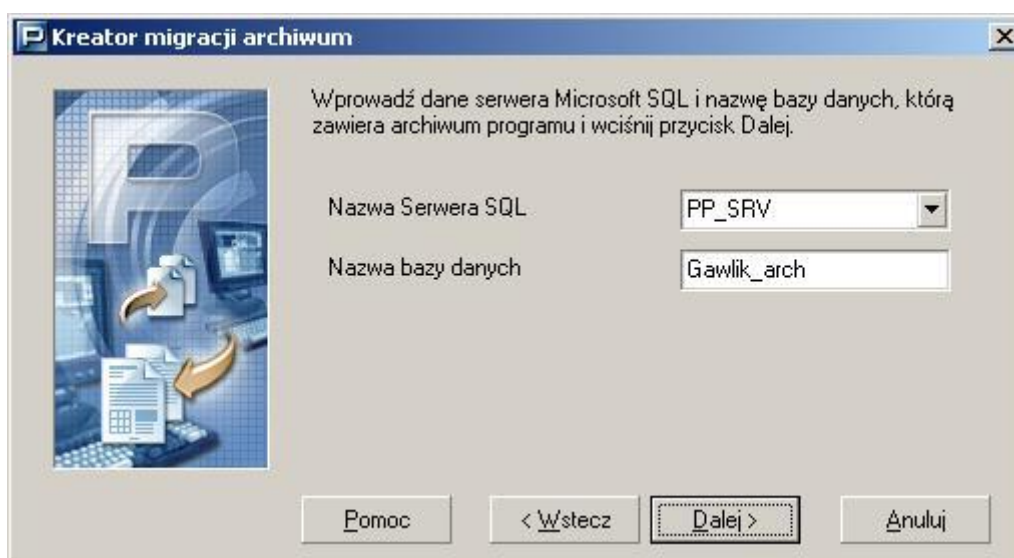 Kreator migracji archiwum
Wprowadź dane serwera Microsoft SQL i nazwę bazy danych, którą
zawiera archiwum programu i wciśnij przycisk Dalej.
Nazwa Serwera SQL PP_SRV
Nazwa bazy danych Gawlik_arch
Pomoc < Wstecz Dalej > Anuluj